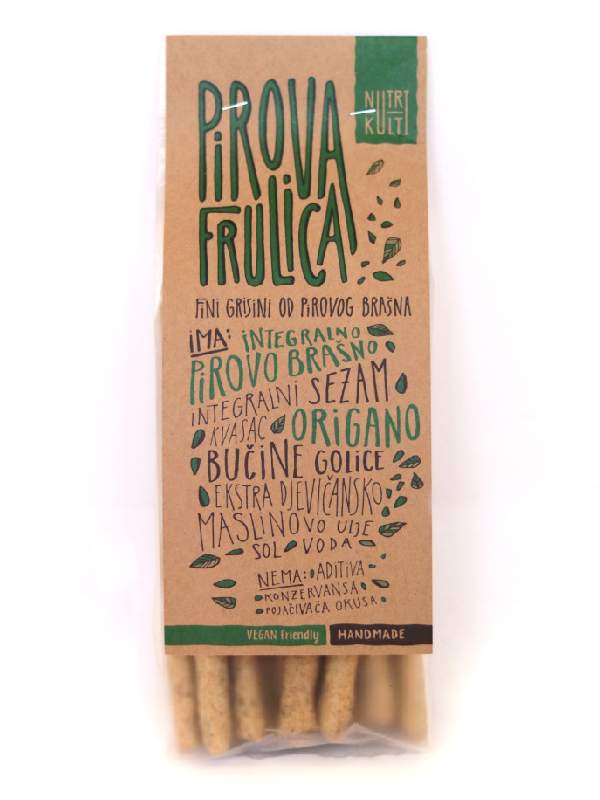 PiROVA
FRULICA
NUTRI
KULTI
FINI GRISINI OD PIROVOG BRAŠNA
iMA: INTEGRALNO
PiROVO BRAŠNO
INTEGRALNI SEZAM
KVASAC ORiGANO
BUČINE GOLICE
EKSTRA DJEVIČANSKO
MASLINOVO ULJE
SOL VODA
NEMA: ADITIVA
KONZERVANSA
POJAČIVAČA OKUSA
VEGAN friendly HANDMADE